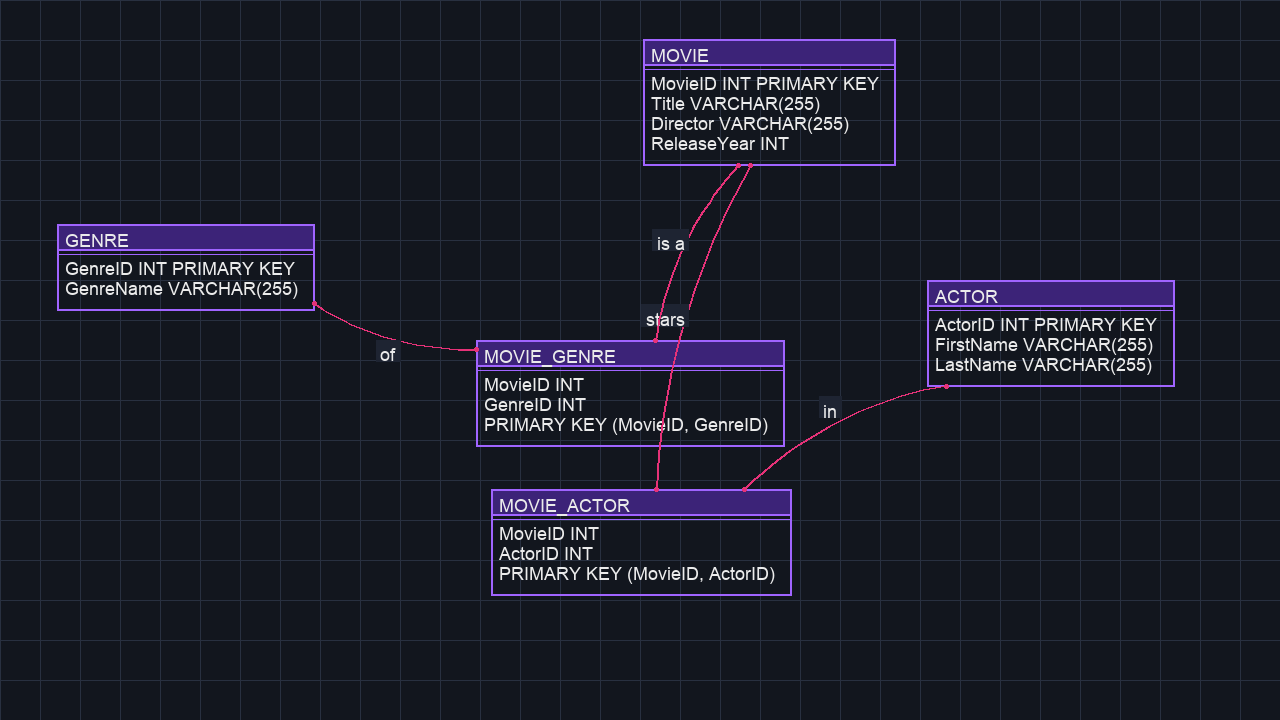 MOVIE
MovieID INT PRIMARY KEY
Title VARCHAR(255)
Director VARCHAR(255)
ReleaseYear INT
is a
stars
GENRE
GenreID INT PRIMARY KEY
GenreName VARCHAR(255)
of
MOVIE_GENRE
MovieID INT
GenreID INT
PRIMARY KEY (MovieID, GenreID)
ACTOR
ActorID INT PRIMARY KEY
FirstName VARCHAR(255)
LastName VARCHAR(255)
in
MOVIE_ACTOR
MovieID INT
ActorID INT
PRIMARY KEY (MovieID, ActorID)